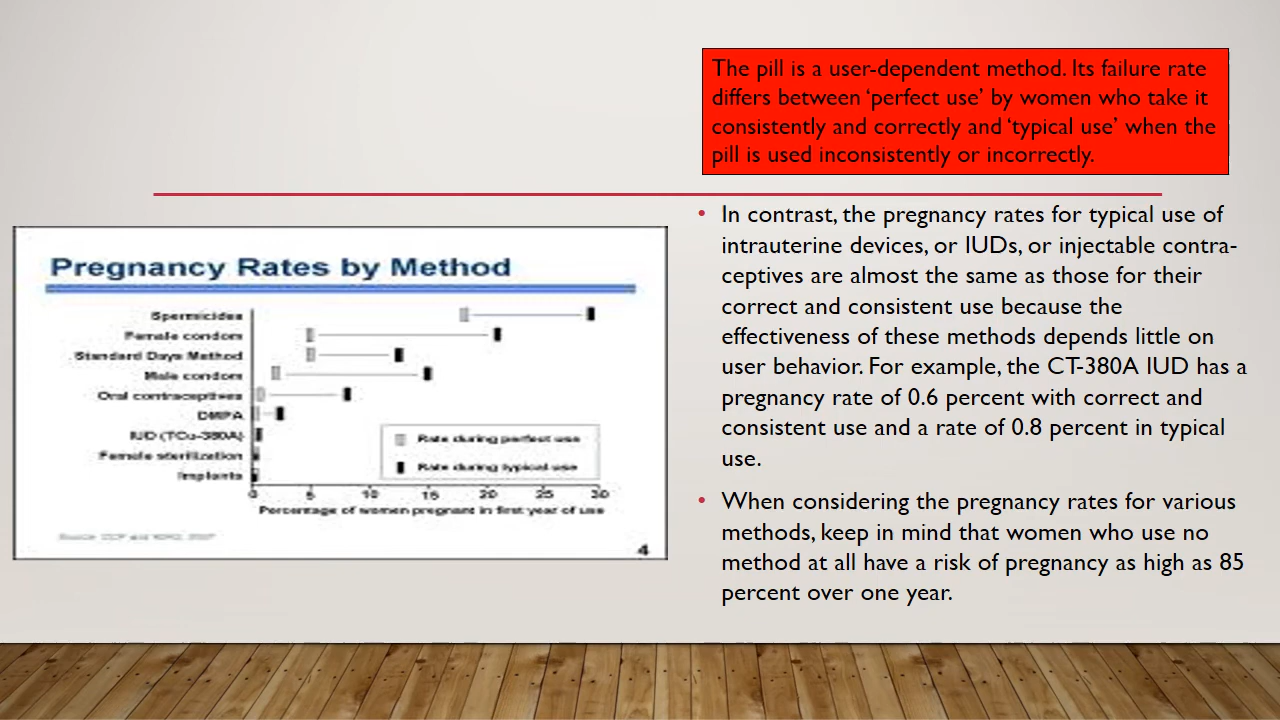 The pill is a user-dependent method. Its failure rate
differs between ‘perfect use’ by women who take it
consistently and correctly and ‘typical use’ when the
pill is used inconsistently or incorrectly.
Pregnancy Rates by Method
Spermicides
Female condom
Standard Days Method
Male condom
Oral contraceptives
DMPA
IUD (TCu-380A)
Female sterilization
Implants
Rate during perfect use
Rate during typical use
0 5 10 15 20 25 30
Percentage of women pregnant in first year of use
Source: CCP and WHO, 2007
4
• In contrast, the pregnancy rates for typical use of
intrauterine devices, or IUDs, or injectable contra-
ceptives are almost the same as those for their
correct and consistent use because the
effectiveness of these methods depends little on
user behavior. For example, the CT-380A IUD has a
pregnancy rate of 0.6 percent with correct and
consistent use and a rate of 0.8 percent in typical
use.
• When considering the pregnancy rates for various
methods, keep in mind that women who use no
method at all have a risk of pregnancy as high as 85
percent over one year.